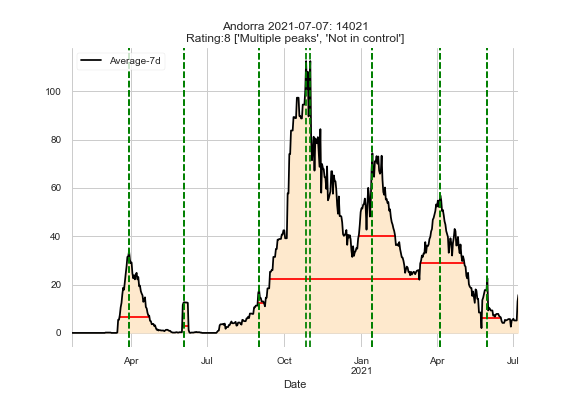 Andorra 2021-07-07: 14021
Rating:8 ['Multiple peaks', 'Not in control']
Average-7d
100
80
60
40
20
0
Apr Jul Oct Jan Apr Jul
2021
Date